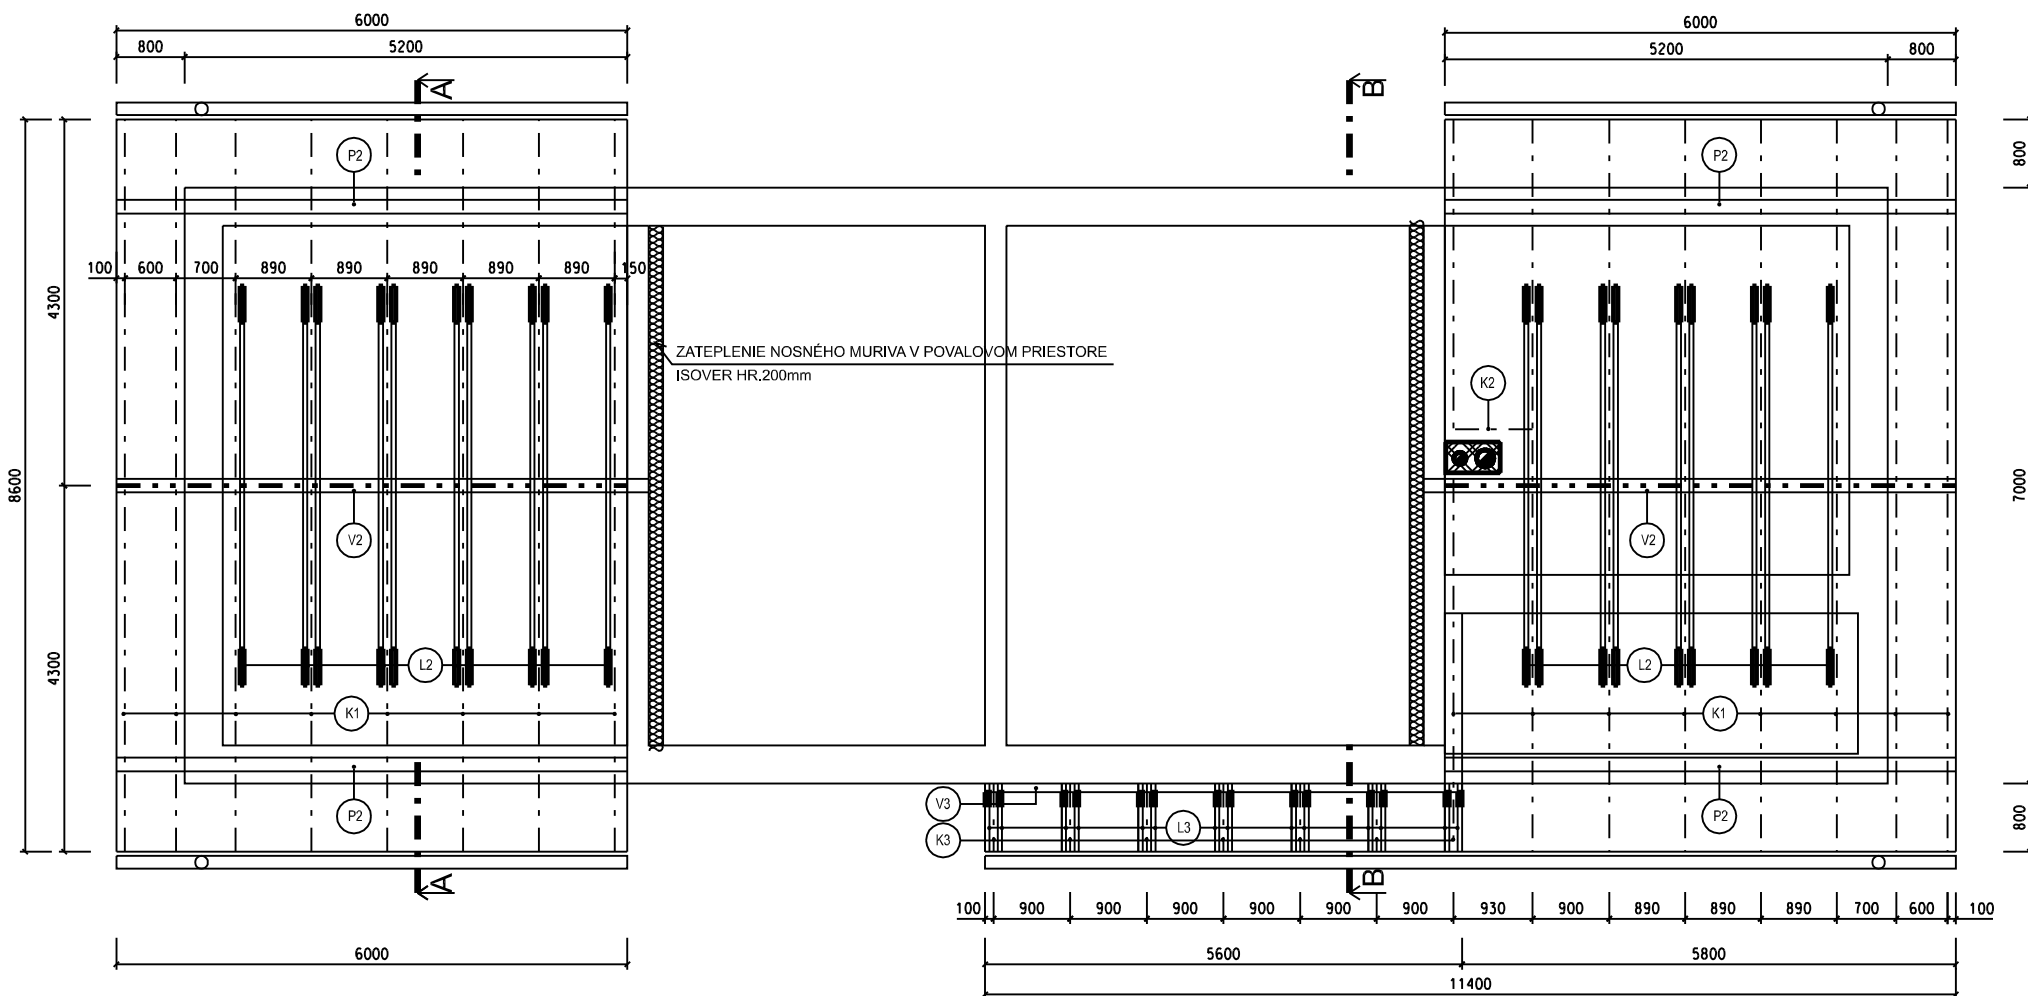 6000
6000
800 5200
5200 800
A
B
P2
P2
800
100 600 700 890 890 890 890 890 150
4300
ZATEPLENIE NOSNÉHO MURIVA V POVALOVOM PRIESTORE
ISOVER HR.200mm
K2
8600
7000
V2
V2
4300
L2
L2
K1
K1
V3
P2
P2
800
L3
K3
A
B
100 900 900 900 900 900 900 930 900 890 890 890 700 600 100
6000
5600 5800
11400